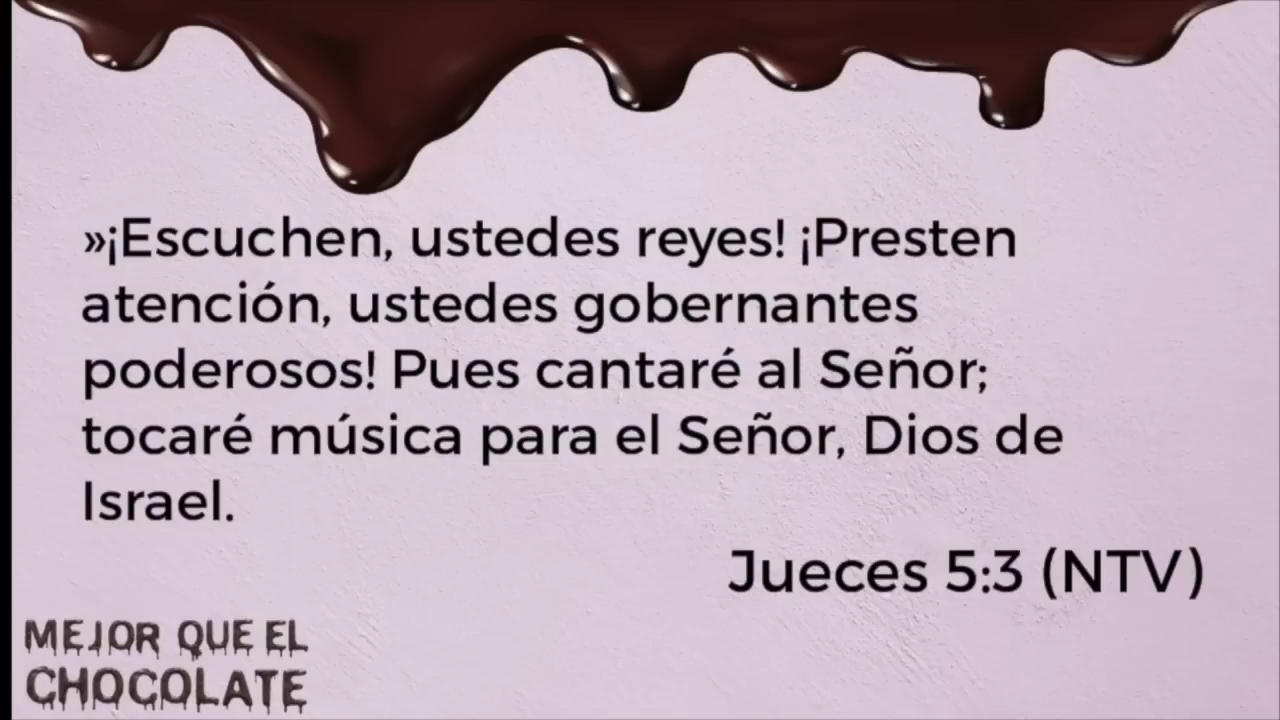 »¡Escuchen, ustedes reyes! ¡Presten
atención, ustedes gobernantes
poderosos! Pues cantaré al Señor;
tocaré música para el Señor, Dios de
Israel.
Jueces 5:3 (NTV)
MEJOR QUE EL
CHOCOLATE